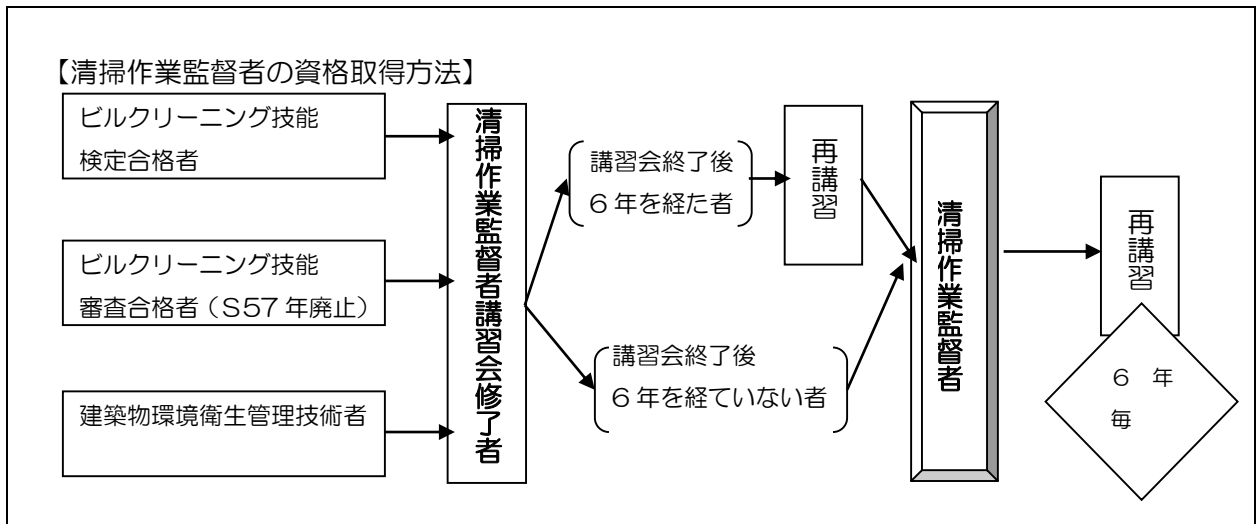 【清掃作業監督者の資格取得方法】
ビルクリーニング技能
検定合格者
ビルクリーニング技能
審査合格者（S57年廃止）
建築物環境衛生管理技術者
清掃作業監督者講習会修了者
講習会終了後
6年を経た者
講習会終了後
6年を経ていない者
再講習
清掃作業監督者
再講習
6年
毎